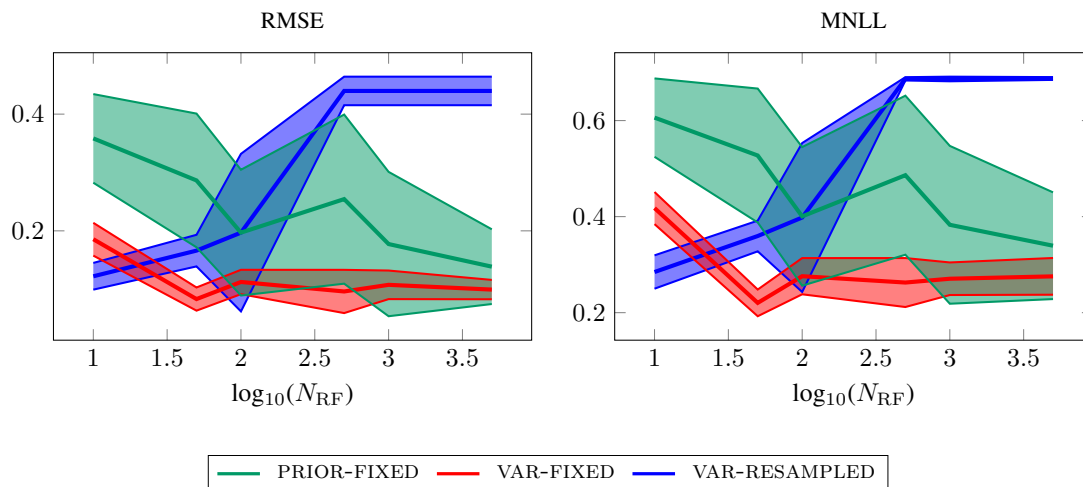 RMSE
MNLL
0.4
0.2
1 1.5 2 2.5 3 3.5
log₁₀(N_RF)
0.6
0.4
0.2
1 1.5 2 2.5 3 3.5
log₁₀(N_RF)
PRIOR-FIXED VAR-FIXED VAR-RESAMPLED